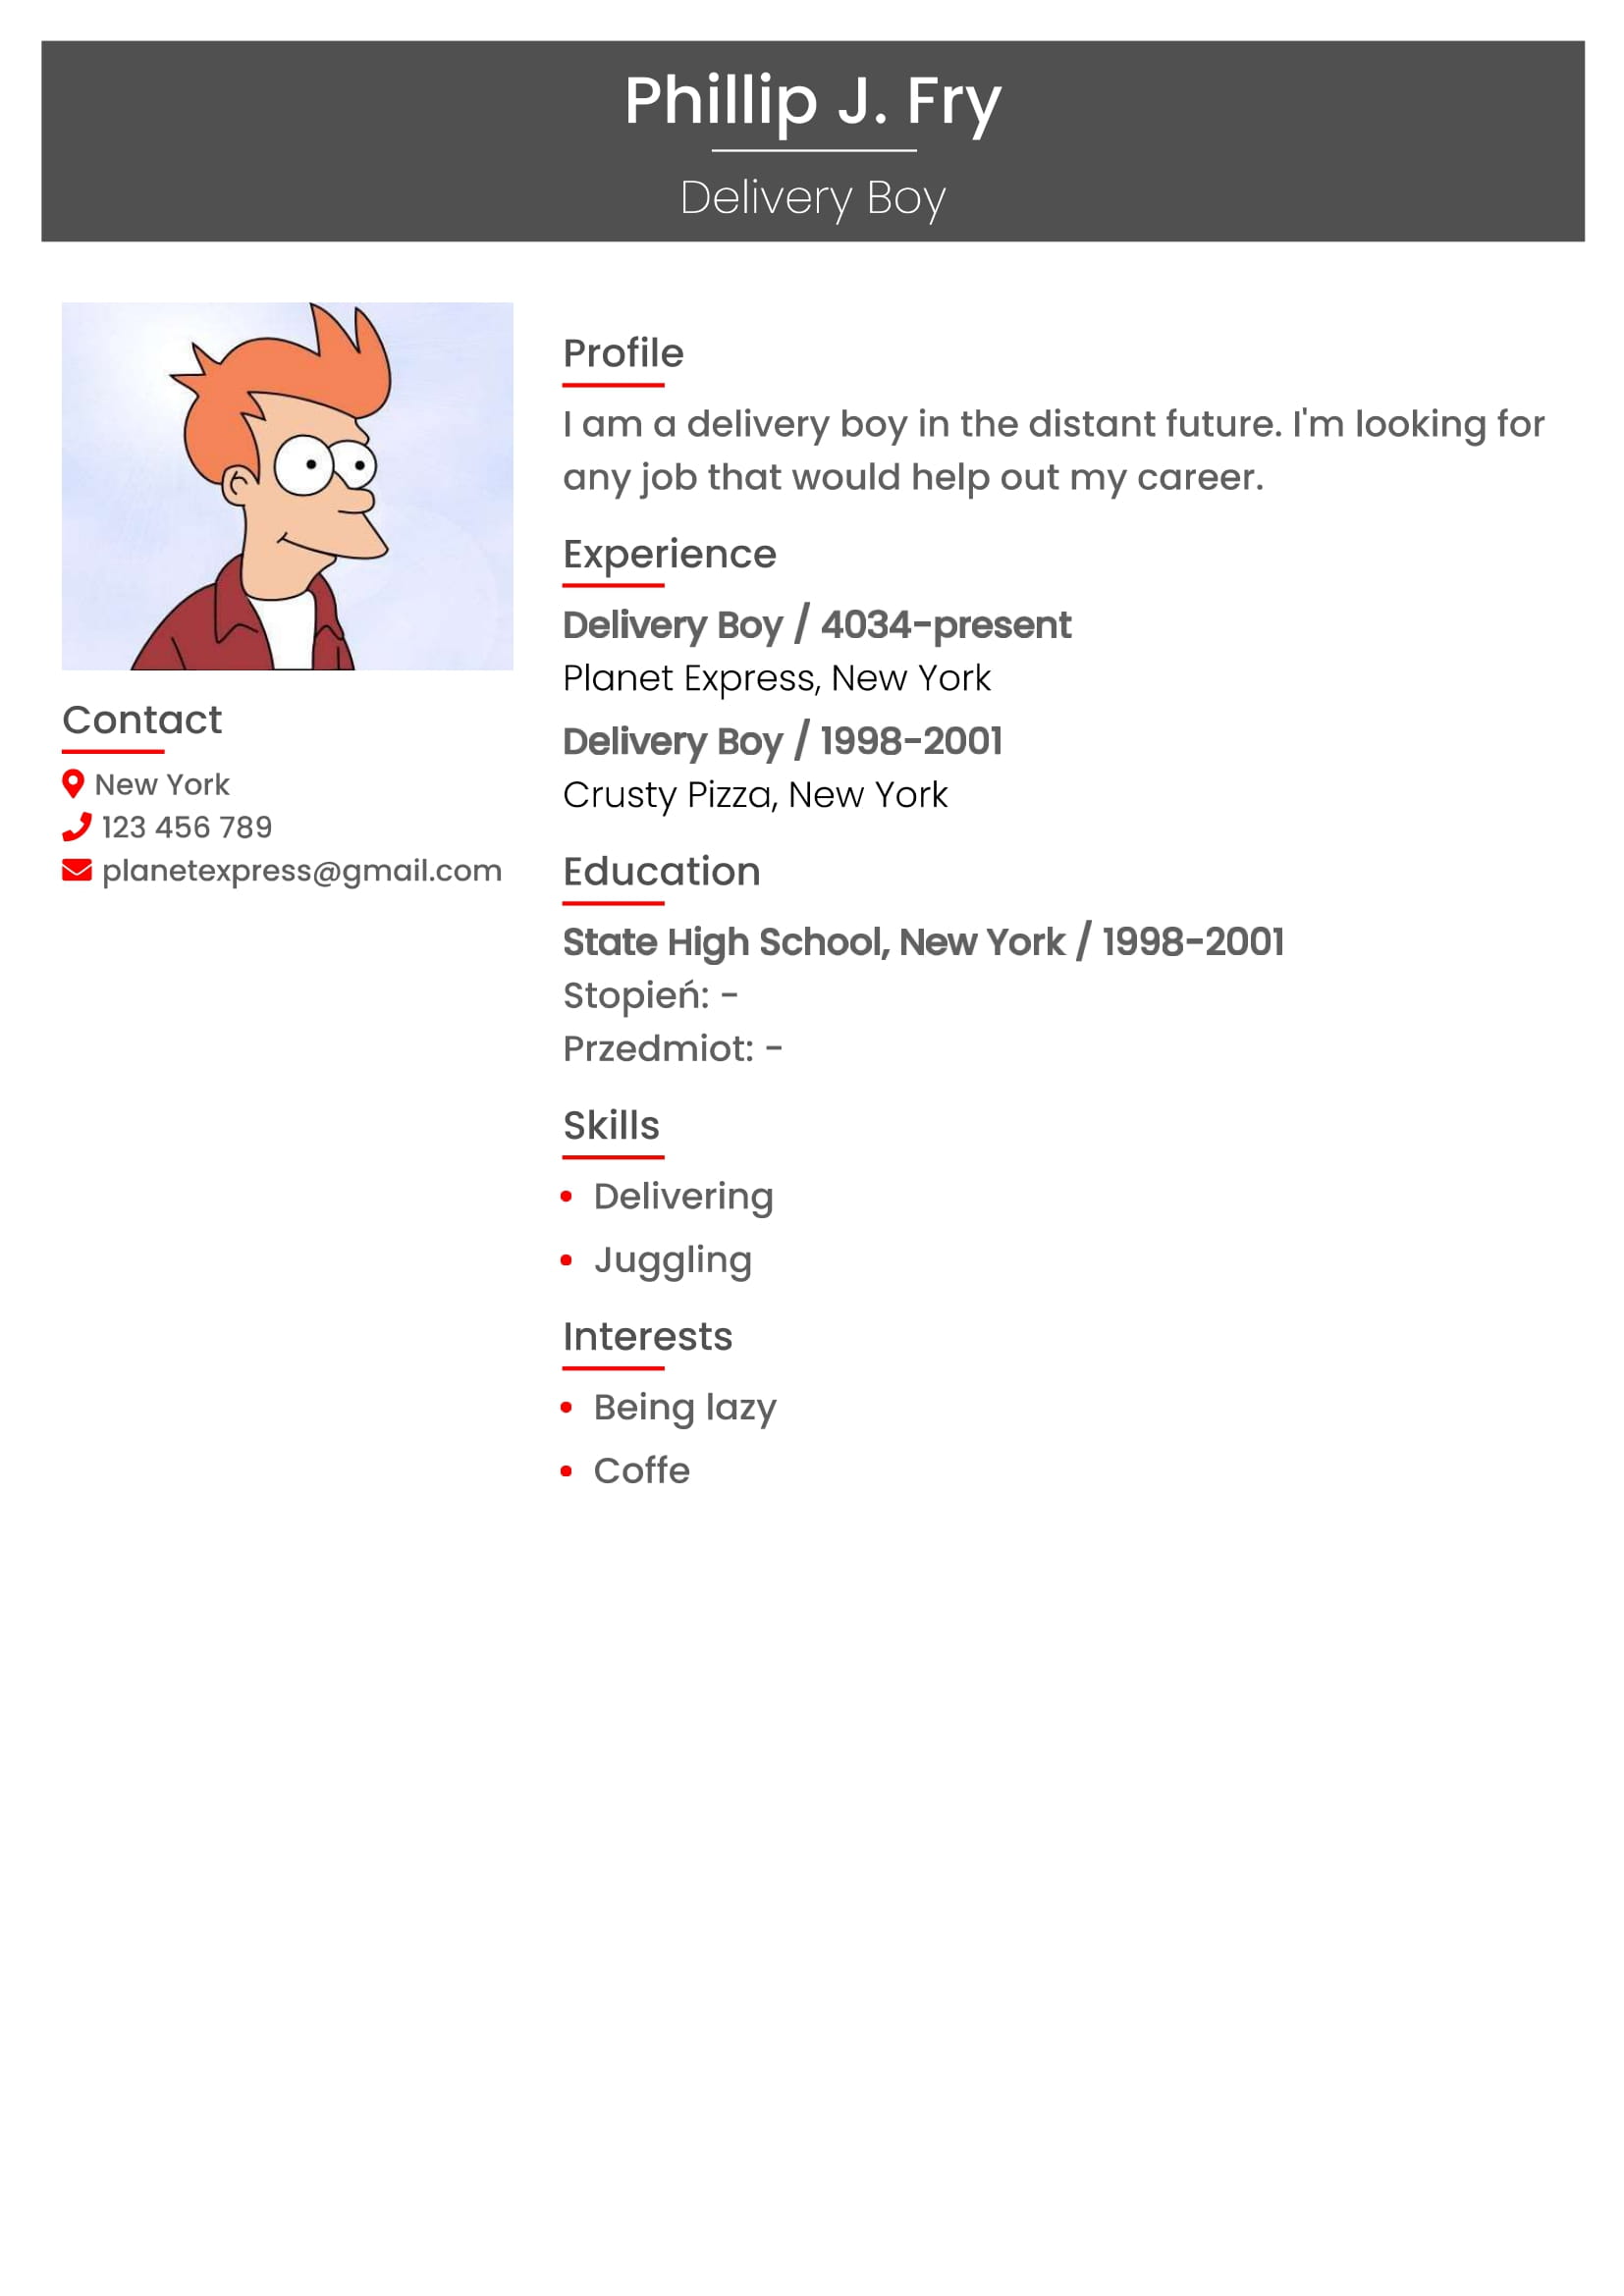 Phillip J. Fry
Delivery Boy
Contact
New York
123 456 789
planetexpress@gmail.com
Profile
I am a delivery boy in the distant future. I'm looking for
any job that would help out my career.
Experience
Delivery Boy / 4034-present
Planet Express, New York
Delivery Boy / 1998-2001
Crusty Pizza, New York
Education
State High School, New York / 1998-2001
Stopień: -
Przedmiot: -
Skills
• Delivering
• Juggling
Interests
• Being lazy
• Coffe